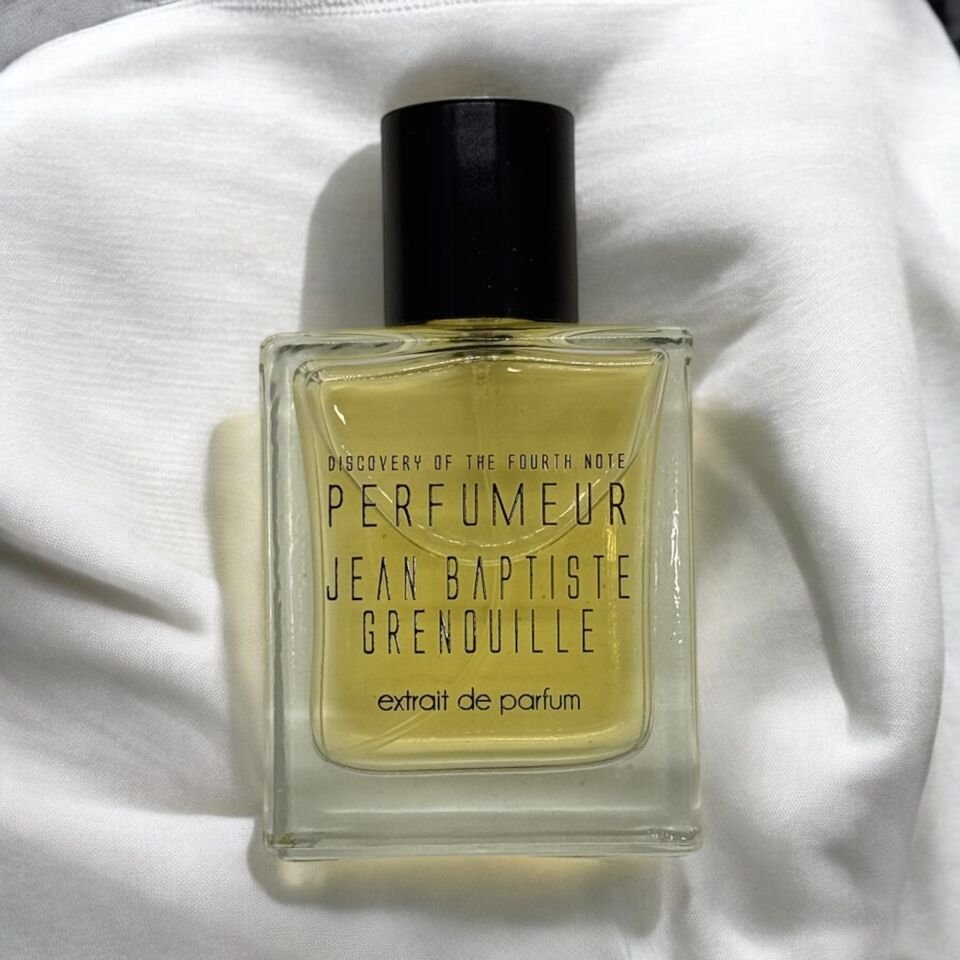 DISCOVERY OF THE FOURTH NOTE
PERFUMEUR
JEAN BAPTISTE
GRENOUILLE
extrait de parfum